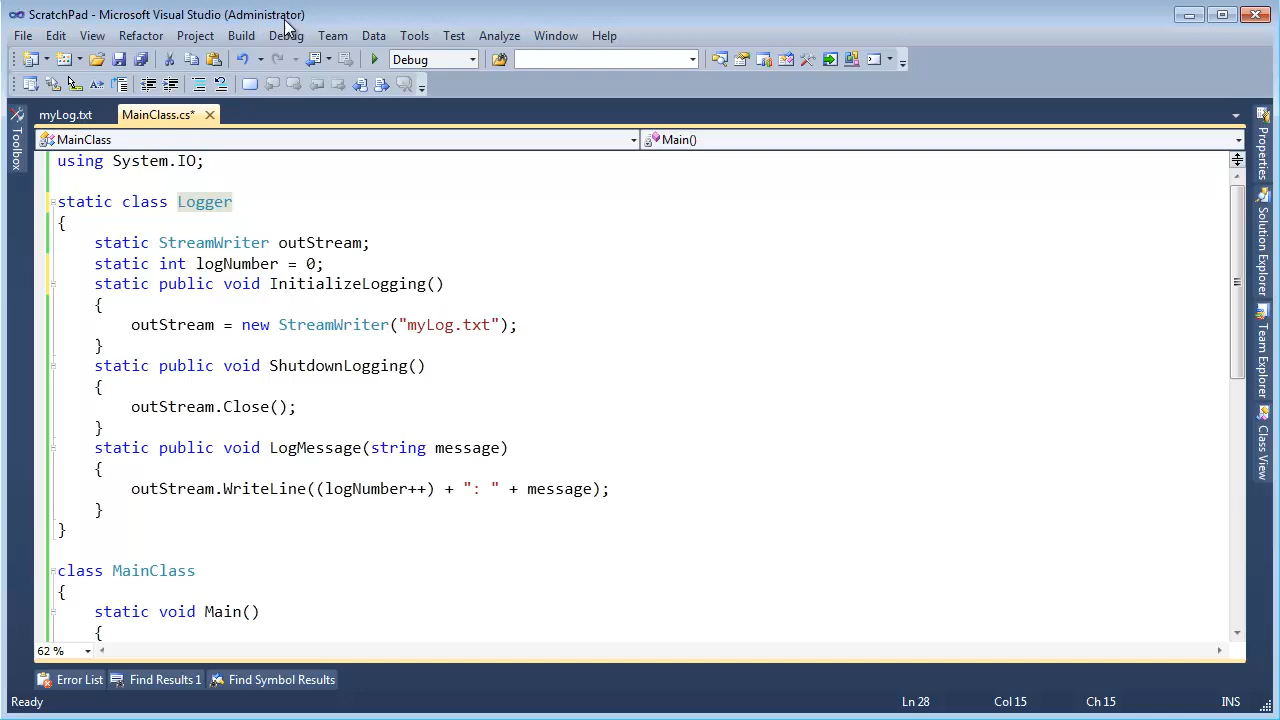 ScratchPad - Microsoft Visual Studio (Administrator)
File Edit View Refactor Project Build Debug Team Data Tools Test Analyze Window Help
Debug
myLog.txt MainClass.cs*
MainClass Main()
Toolbox
Properties
Solution Explorer
Team Explorer
Class View
using System.IO;
static class Logger
{
static StreamWriter outStream;
static int logNumber = 0;
static public void InitializeLogging()
{
outStream = new StreamWriter("myLog.txt");
}
static public void ShutdownLogging()
{
outStream.Close();
}
static public void LogMessage(string message)
{
outStream.WriteLine((logNumber++) + ": " + message);
}
}
class MainClass
{
static void Main()
{
62 %
Error List Find Results 1 Find Symbol Results
Ready Ln 28 Col 15 Ch 15 INS